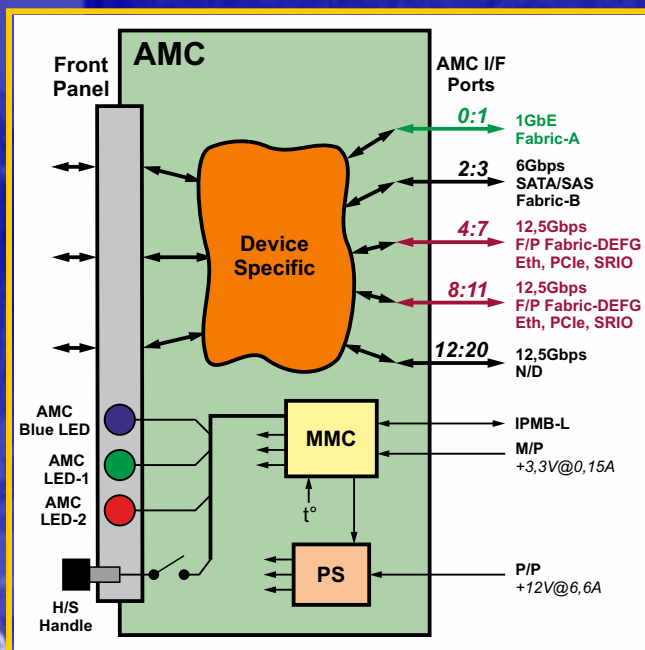 AMC
Front
Panel
AMC I/F
Ports
0:1
1GbE
Fabric-A
2:3
6Gbps
SATA/SAS
Fabric-B
4:7
12,5Gbps
F/P Fabric-DEFG
Eth, PCIe, SRIO
8:11
12,5Gbps
F/P Fabric-DEFG
Eth, PCIe, SRIO
12:20
12,5Gbps
N/D
Device
Specific
AMC
Blue LED
AMC
LED-1
AMC
LED-2
H/S
Handle
MMC
t°
PS
IPMB-L
M/P
+3,3V@0,15A
P/P
+12V@6,6A